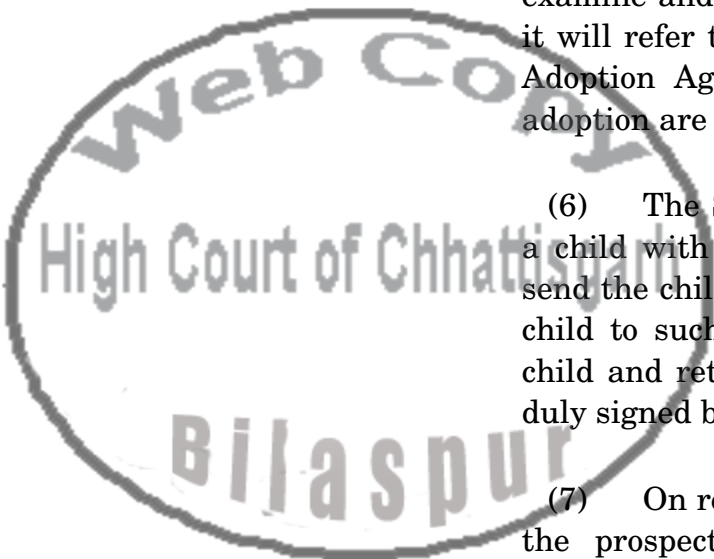 examine and
it will refer t
Adoption Ag
adoption are
(6) The S
a child with
send the chil
child to such
child and ret
duly signed b
(7) On re
the prospect
Web Copy
High Court of Chhattisgarh
Bilaspur